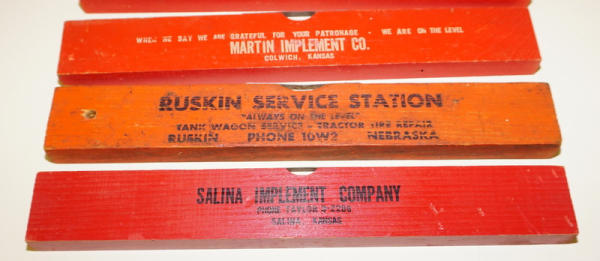 WHEN WE SAY WE ARE GRATEFUL FOR YOUR PATRONAGE - WE ARE ON THE LEVEL
MARTIN IMPLEMENT CO.
COLWICH, KANSAS
RUSKIN SERVICE STATION
"ALWAYS ON THE LEVEL"
TANK WAGON SERVICE - TRACTOR TIRE REPAIR
RUSKIN PHONE 10W2 NEBRASKA
SALINA IMPLEMENT COMPANY
PHONE TAYLOR
SALINA, KANSAS